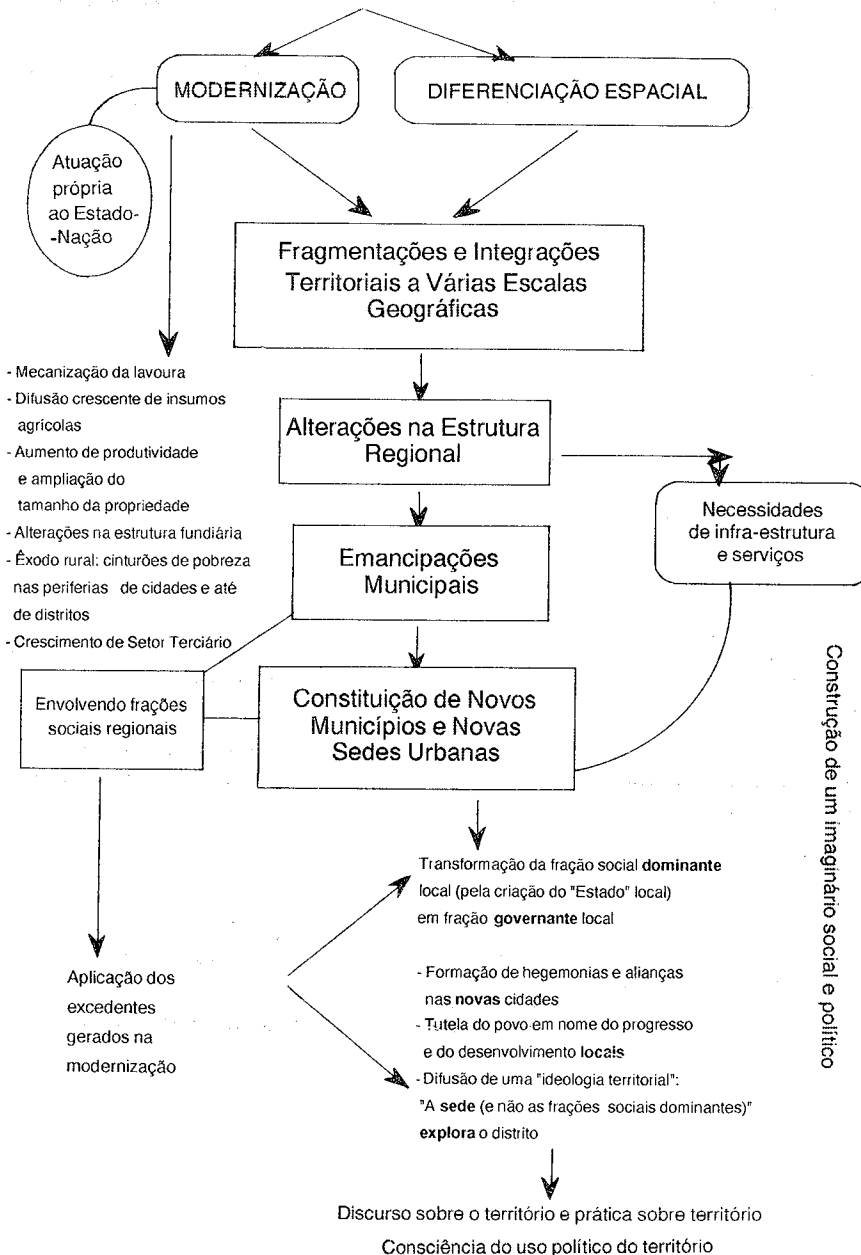 MODERNIZAÇÃO
DIFERENCIAÇÃO ESPACIAL
Atuação
própria
ao Estado-
-Nação
Fragmentações e Integrações
Territoriais a Várias Escalas
Geográficas
- Mecanização da lavoura
- Difusão crescente de insumos
agrícolas
- Aumento de produtividade
e ampliação do
tamanho da propriedade
- Alterações na estrutura fundiária
- Êxodo rural: cinturões de pobreza
nas periferias de cidades e até
de distritos
- Crescimento de Setor Terciário
Alterações na Estrutura
Regional
Necessidades
de infra-estrutura
e serviços
Emancipações
Municipais
Envolvendo frações
sociais regionais
Constituição de Novos
Municípios e Novas
Sedes Urbanas
Construção de um imaginário social e político
Transformação da fração social dominante
local (pela criação do "Estado" local)
em fração governante local
Aplicação dos
excedentes
gerados na
modernização
- Formação de hegemonias e alianças
nas novas cidades
- Tutela do povo em nome do progresso
e do desenvolvimento locais
- Difusão de uma "ideologia territorial":
"A sede (e não as frações sociais dominantes)"
explora o distrito
Discurso sobre o território e prática sobre território
Consciência do uso político do território